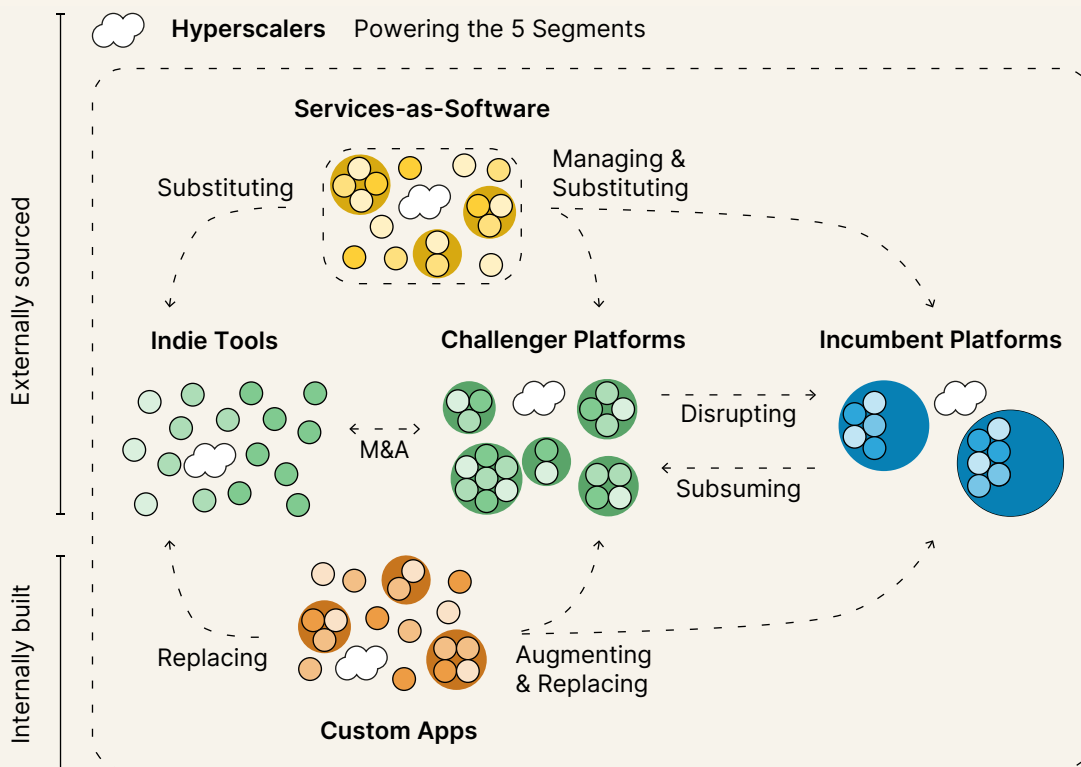 Hyperscalers Powering the 5 Segments
Services-as-Software
Substituting
Managing &
Substituting
Externally sourced
Indie Tools
Challenger Platforms
Incumbent Platforms
M&A
Disrupting
Subsuming
Internally built
Replacing
Augmenting
& Replacing
Custom Apps